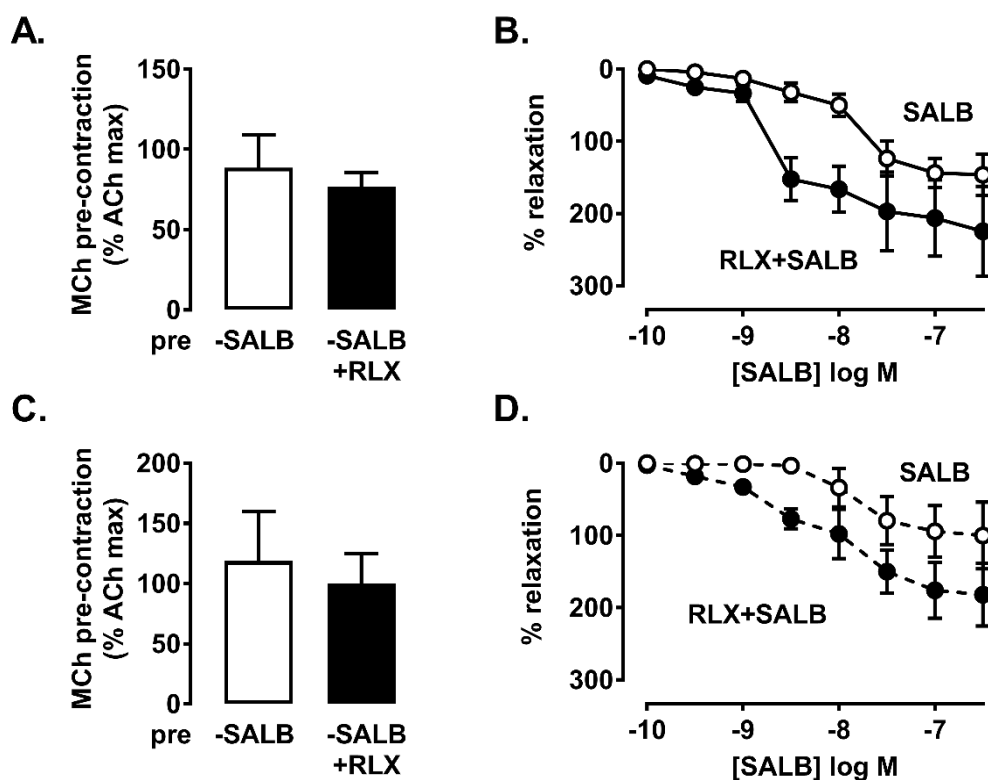 A.
MCh pre-contraction
(% ACh max)
150
100
50
0
pre -SALB -SALB
+RLX
B.
% relaxation
0
100
200
300
SALB
RLX+SALB
-10 -9 -8 -7
[SALB] log M
C.
MCh pre-contraction
(% ACh max)
200
150
100
50
0
pre -SALB -SALB
+RLX
D.
% relaxation
0
100
200
300
SALB
RLX+SALB
-10 -9 -8 -7
[SALB] log M